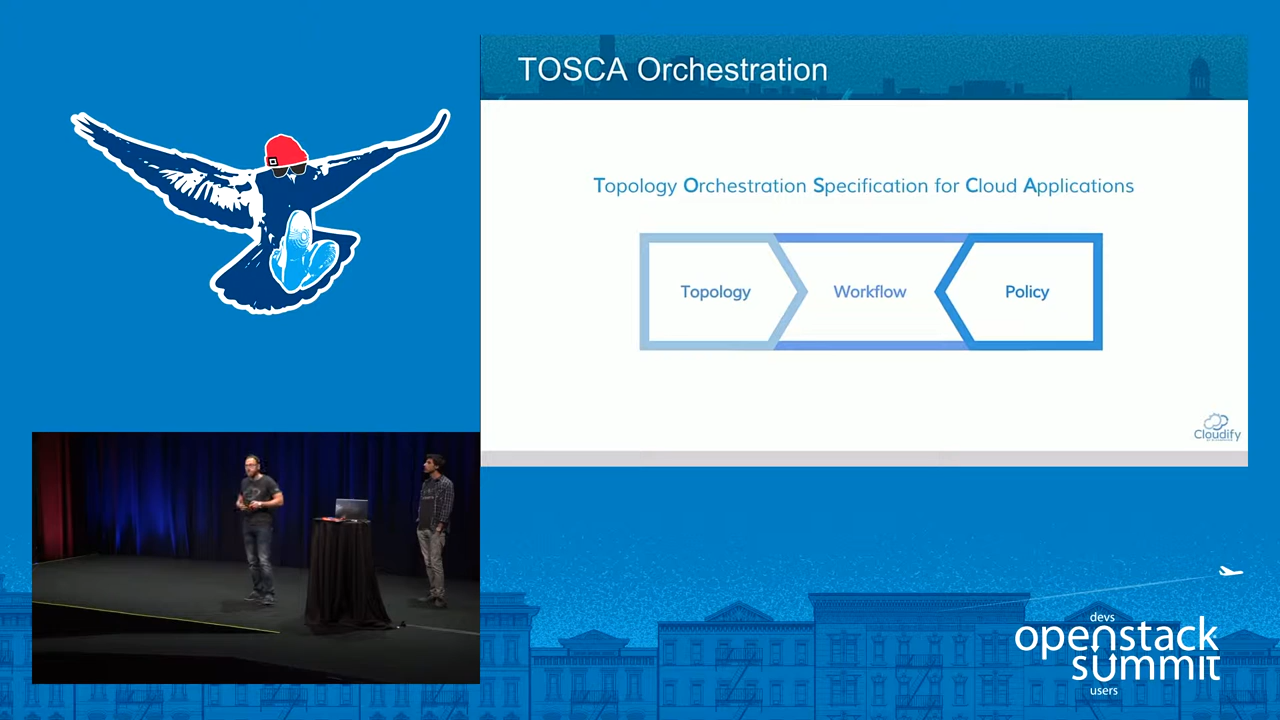 TOSCA Orchestration
Topology Orchestration Specification for Cloud Applications
Topology
Workflow
Policy
Cloudify
devs
openstack
summit
users